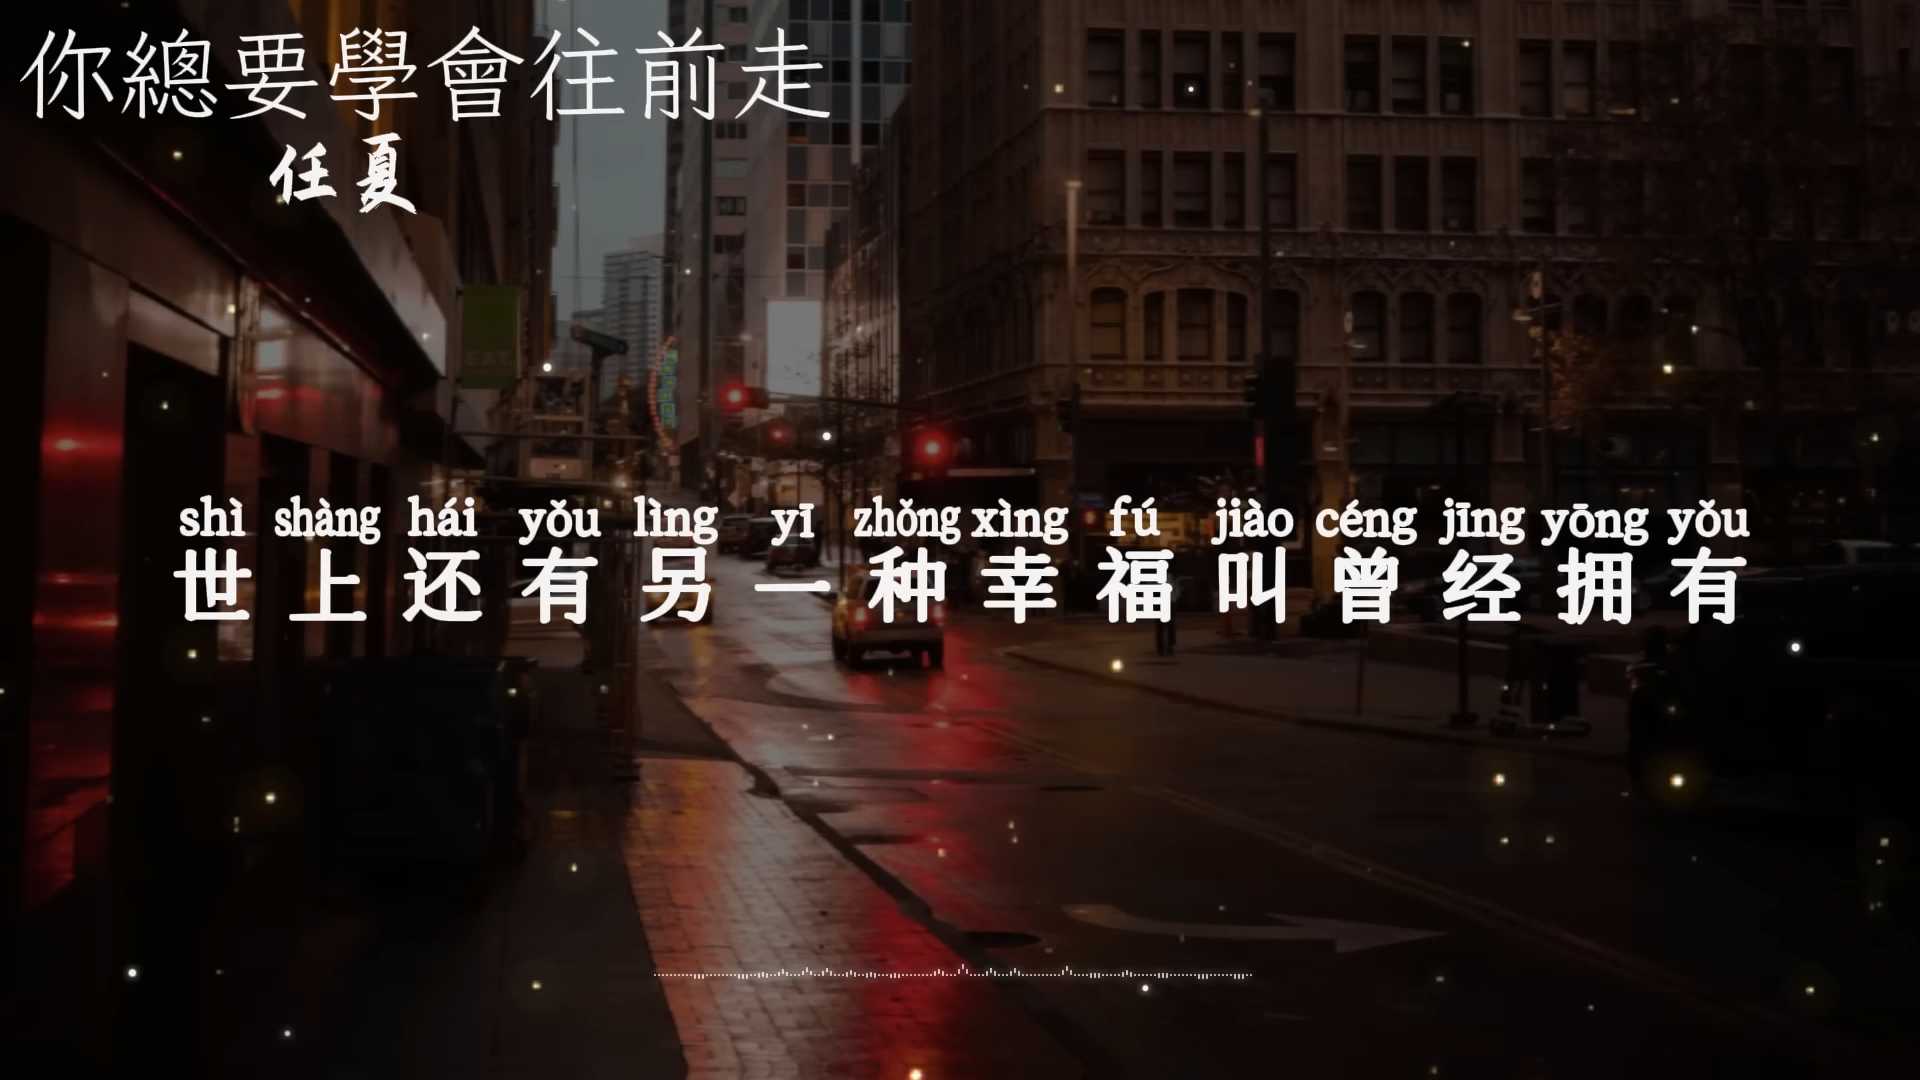 你總要學會往前走
任夏
shì shàng hái yǒu lìng yī zhǒng xìng fú jiào céng jīng yōng yǒu
世上还有另一种幸福叫曾经拥有
EAT.